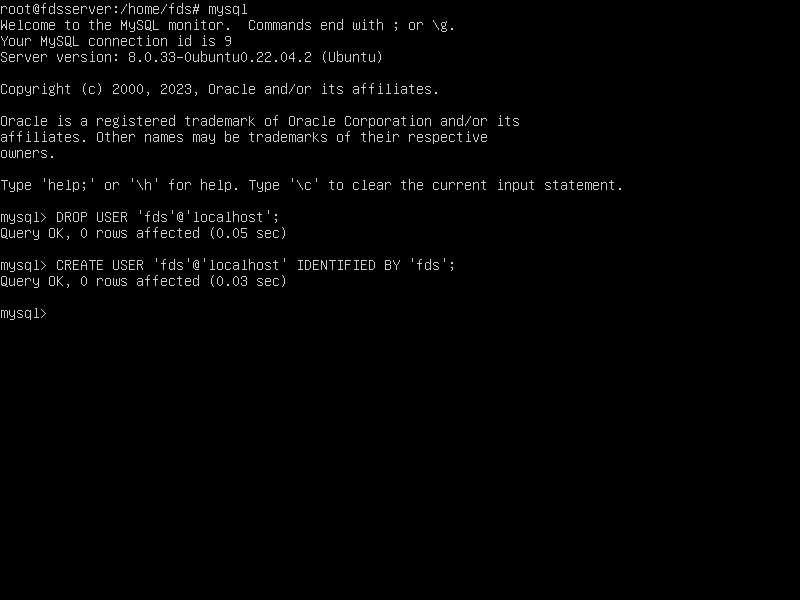 root@fdsserver:/home/fds# mysql
Welcome to the MySQL monitor.  Commands end with ; or \g.
Your MySQL connection id is 9
Server version: 8.0.33-0ubuntu0.22.04.2 (Ubuntu)
Copyright (c) 2000, 2023, Oracle and/or its affiliates.
Oracle is a registered trademark of Oracle Corporation and/or its
affiliates. Other names may be trademarks of their respective
owners.
Type 'help;' or '\h' for help. Type '\c' to clear the current input statement.
mysql> DROP USER 'fds'@'localhost';
Query OK, 0 rows affected (0.05 sec)
mysql> CREATE USER 'fds'@'localhost' IDENTIFIED BY 'fds';
Query OK, 0 rows affected (0.03 sec)
mysql>